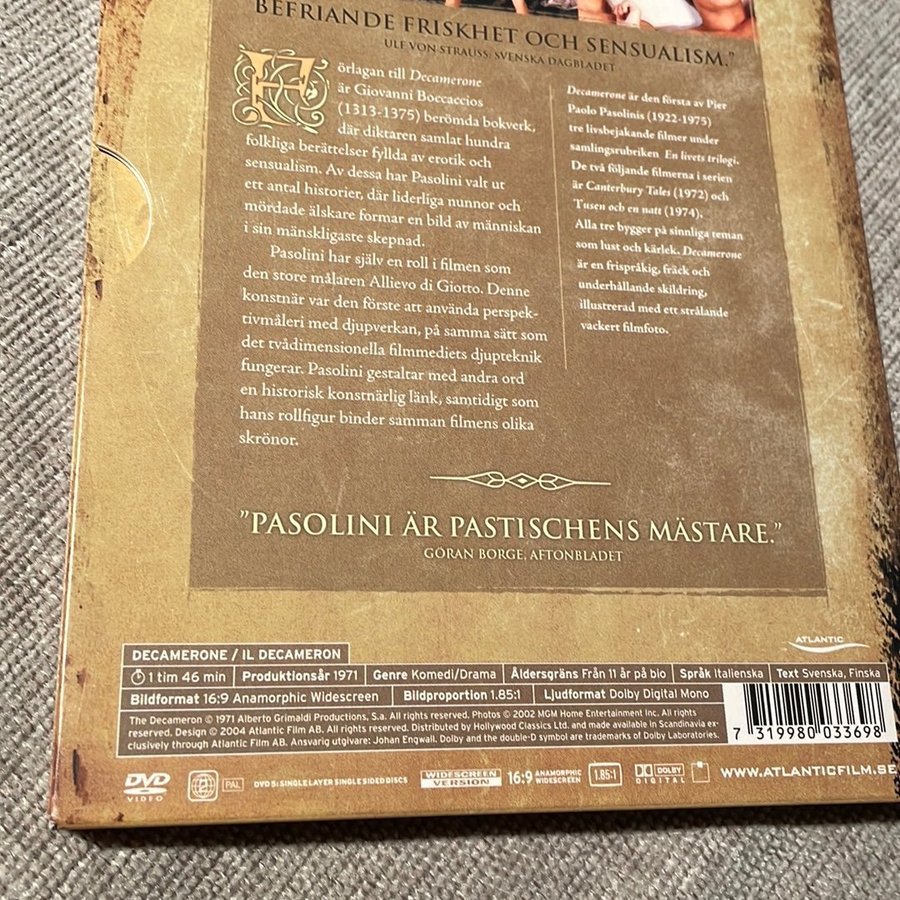 BEFRIANDE FRISKHET OCH SENSUALISM."
ULF VON STRAUSS, SVENSKA DAGBLADET
Förlagan till Decamerone
är Giovanni Boccaccios
(1313-1375) berömda bokverk,
där diktaren samlat hundra
folkliga berättelser fyllda av erotik och
sensualism. Av dessa har Pasolini valt ut
ett antal historier, där liderliga nunnor och
mördade älskare formar en bild av människan
i sin mänskligaste skepnad.
Pasolini har själv en roll i filmen som
den store målaren Allievo di Giotto. Denne
konstnär var den förste att använda perspek-
tivmåleri med djupverkan, på samma sätt som
det tvådimensionella filmmediets djupteknik
fungerar. Pasolini gestaltar med andra ord
en historisk konstnärlig länk, samtidigt som
hans rollfigur binder samman filmens olika
skrönor.
Decamerone är den första av Pier
Paolo Pasolinis (1922-1975)
tre livsbejakande filmer under
samlingsrubriken En livets trilogi.
De två följande filmerna i serien
är Canterbury Tales (1972) och
Tusen och en natt (1974).
Alla tre bygger på sinnliga teman
som lust och kärlek. Decamerone
är en frispråkig, fräck och
underhållande skildring,
illustrerad med ett strålande
vackert filmfoto.
"PASOLINI ÄR PASTISCHENS MÄSTARE."
GÖRAN BORGE, AFTONBLADET
ATLANTIC
DECAMERONE / IL DECAMERON
1 tim 46 min Produktionsår 1971 Genre Komedi/Drama Åldersgräns Från 11 år på bio Språk Italienska Text Svenska, Finska
Bildformat 16:9 Anamorphic Widescreen Bildproportion 1.85:1 Ljudformat Dolby Digital Mono
The Decameron © 1971 Alberto Grimaldi Productions, S.a. All rights reserved. Photos © 2002 MGM Home Entertainment Inc. All rights
reserved. Design © 2004 Atlantic Film AB. All rights reserved. Distributed by Hollywood Classics Ltd. and made available in Scandinavia ex-
clusively through Atlantic Film AB. Ansvarig utgivare: Johan Engwall. Dolby and the double-D symbol are trademarks of Dolby Laboratories.
7 319980 033698
DVD VIDEO 2 PAL DVD 5: SINGLE LAYER SINGLE SIDED DISCS WIDESCREEN VERSION 16:9 ANAMORPHIC WIDESCREEN 1.85:1 DOLBY DIGITAL WWW.ATLANTICFILM.SE